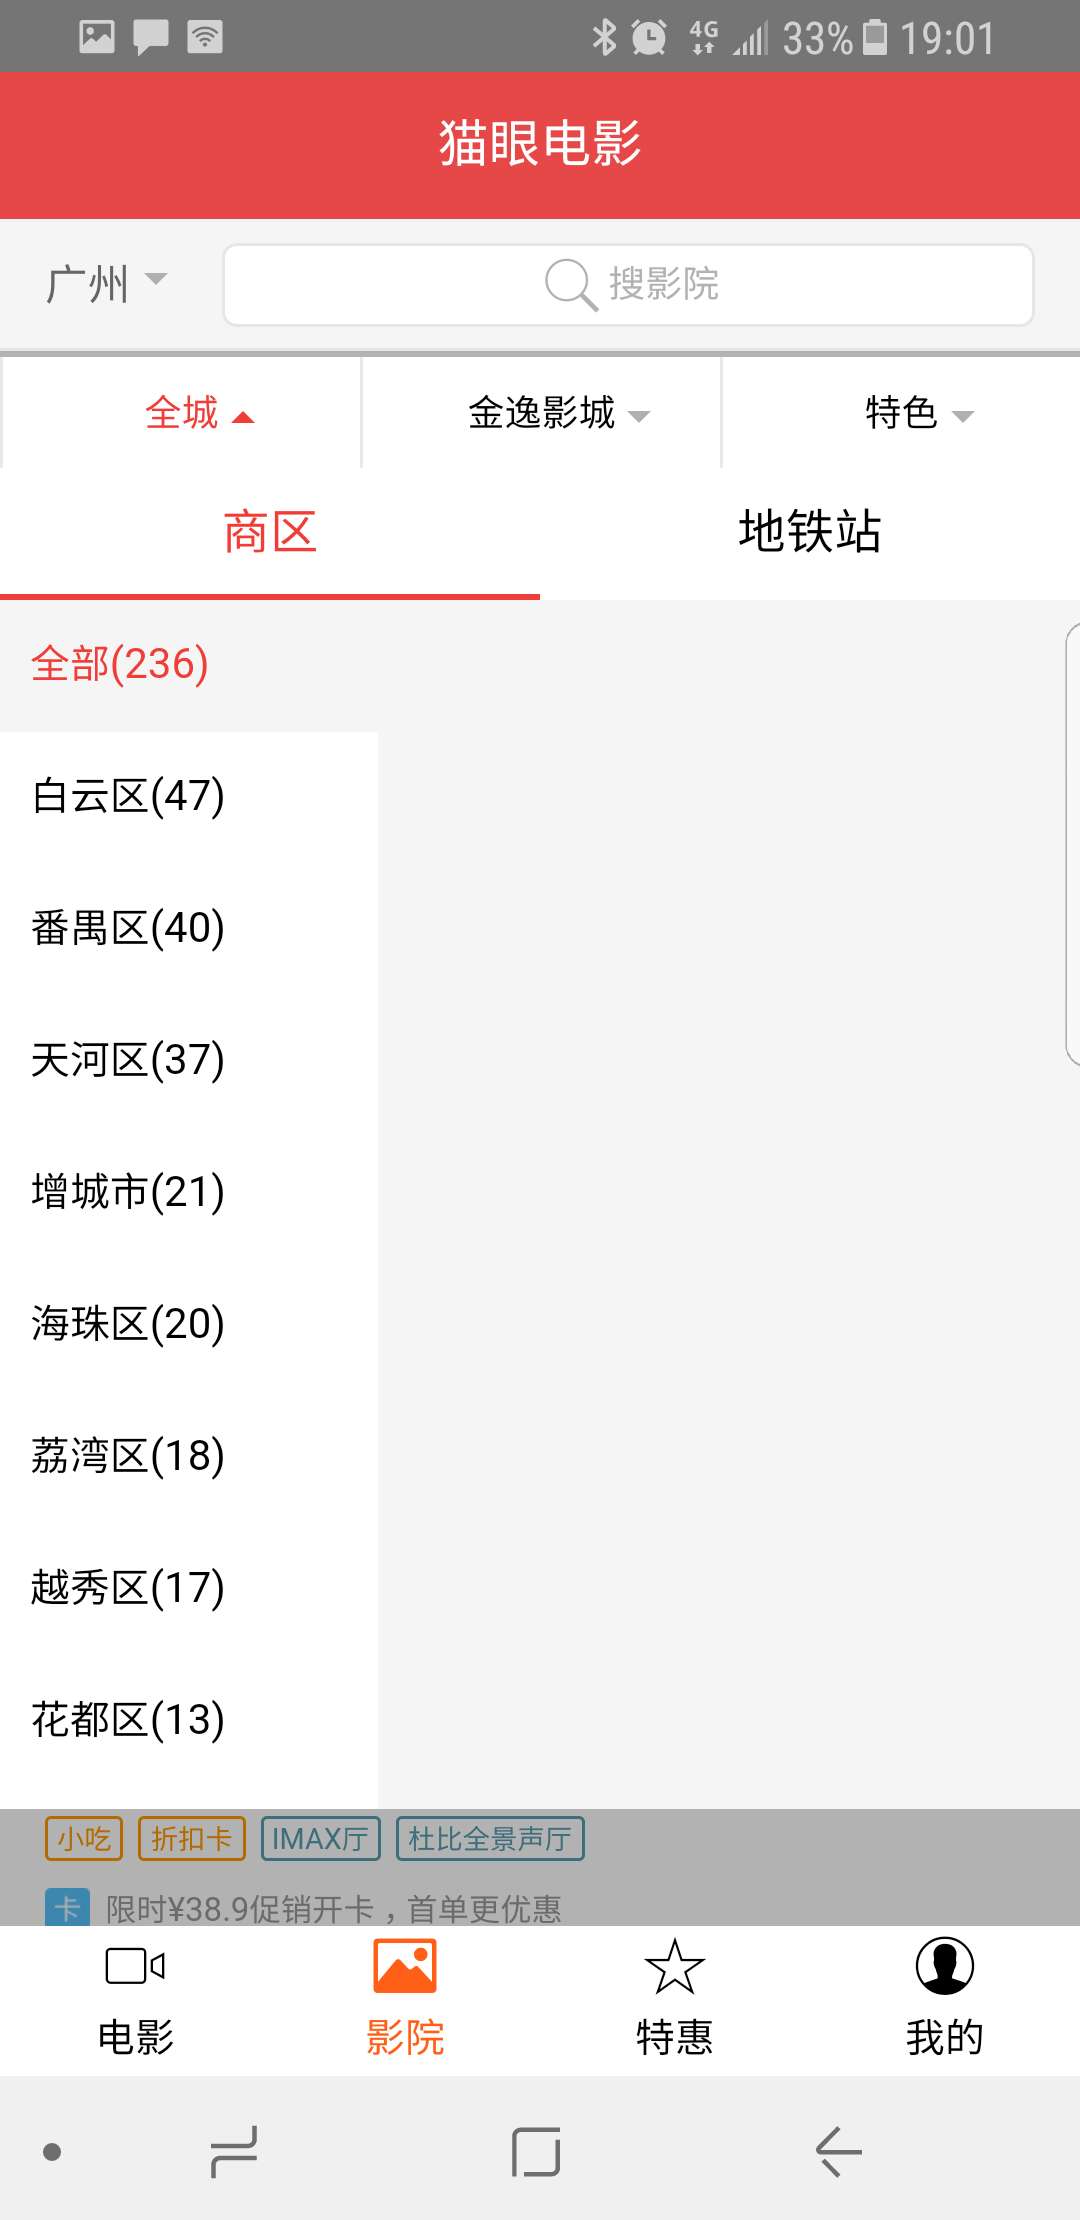 4G 33% 19:01
猫眼电影
广州 搜影院
全城 金逸影城 特色
商区 地铁站
全部(236)
白云区(47)
番禺区(40)
天河区(37)
增城市(21)
海珠区(20)
荔湾区(18)
越秀区(17)
花都区(13)
小吃 折扣卡 IMAX厅 杜比全景声厅
卡 限时¥38.9促销开卡，首单更优惠
电影 影院 特惠 我的